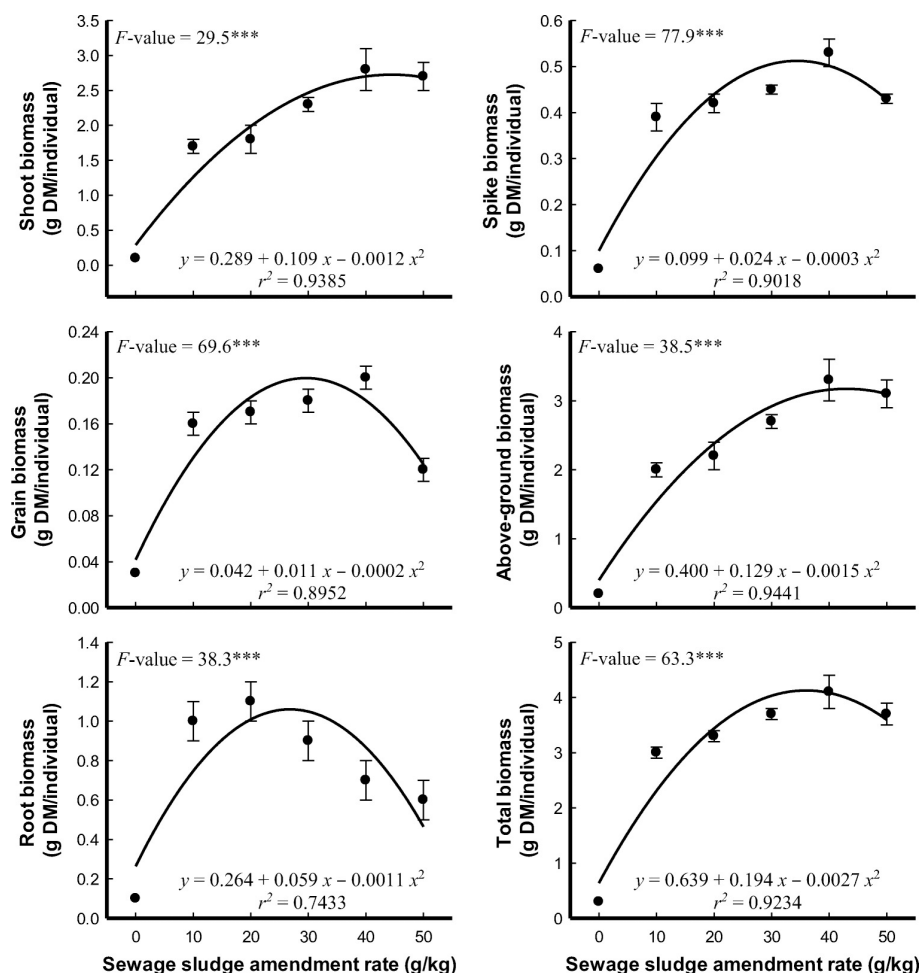 Shoot biomass
(g DM/individual)
3.5
3.0
2.5
2.0
1.5
1.0
0.5
0.0
F-value = 29.5***
y = 0.289 + 0.109 x – 0.0012 x²
r² = 0.9385
Spike biomass
(g DM/individual)
0.6
0.5
0.4
0.3
0.2
0.1
0.0
F-value = 77.9***
y = 0.099 + 0.024 x – 0.0003 x²
r² = 0.9018
Grain biomass
(g DM/individual)
0.24
0.20
0.16
0.12
0.08
0.04
0.00
F-value = 69.6***
y = 0.042 + 0.011 x – 0.0002 x²
r² = 0.8952
Above-ground biomass
(g DM/individual)
4
3
2
1
0
F-value = 38.5***
y = 0.400 + 0.129 x – 0.0015 x²
r² = 0.9441
Root biomass
(g DM/individual)
1.4
1.2
1.0
0.8
0.6
0.4
0.2
0.0
F-value = 38.3***
y = 0.264 + 0.059 x – 0.0011 x²
r² = 0.7433
0 10 20 30 40 50
Sewage sludge amendment rate (g/kg)
Total biomass
(g DM/individual)
5
4
3
2
1
0
F-value = 63.3***
y = 0.639 + 0.194 x – 0.0027 x²
r² = 0.9234
0 10 20 30 40 50
Sewage sludge amendment rate (g/kg)